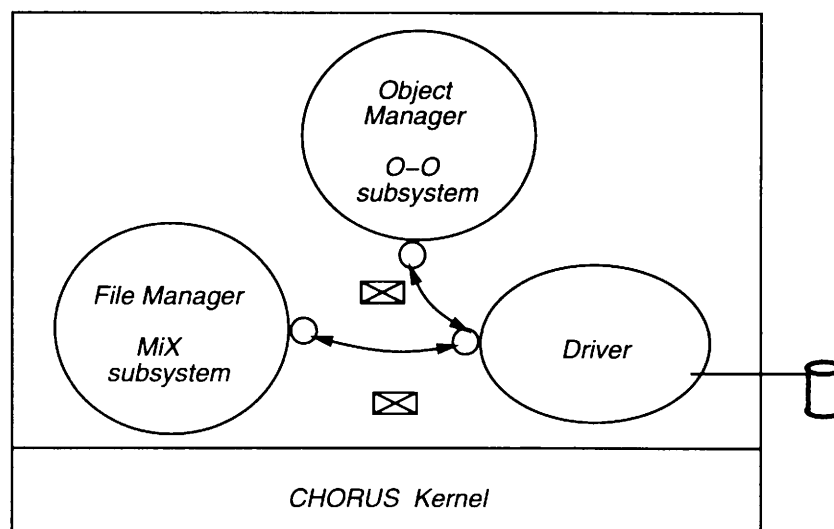 Object
Manager
O–O
subsystem
File Manager
MiX
subsystem
Driver
CHORUS Kernel